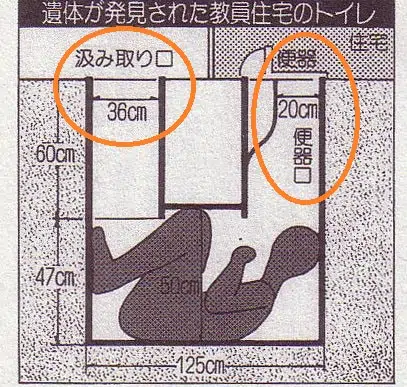 遺体が発見された教員住宅のトイレ
住宅
汲み取り口
便器
36cm
20cm
便器口
60cm
47cm
50cm
125cm